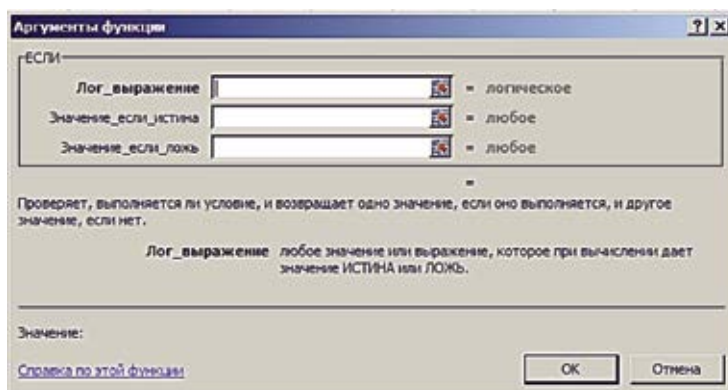 Аргументы функции
ЕСЛИ
Лог_выражение = логическое
Значение_если_истина = любое
Значение_если_ложь = любое
=
Проверяет, выполняется ли условие, и возвращает одно значение, если оно выполняется, и другое
значение, если нет.
Лог_выражение любое значение или выражение, которое при вычислении дает
значение ИСТИНА или ЛОЖЬ.
Значение:
Справка по этой функции
ОК
Отмена